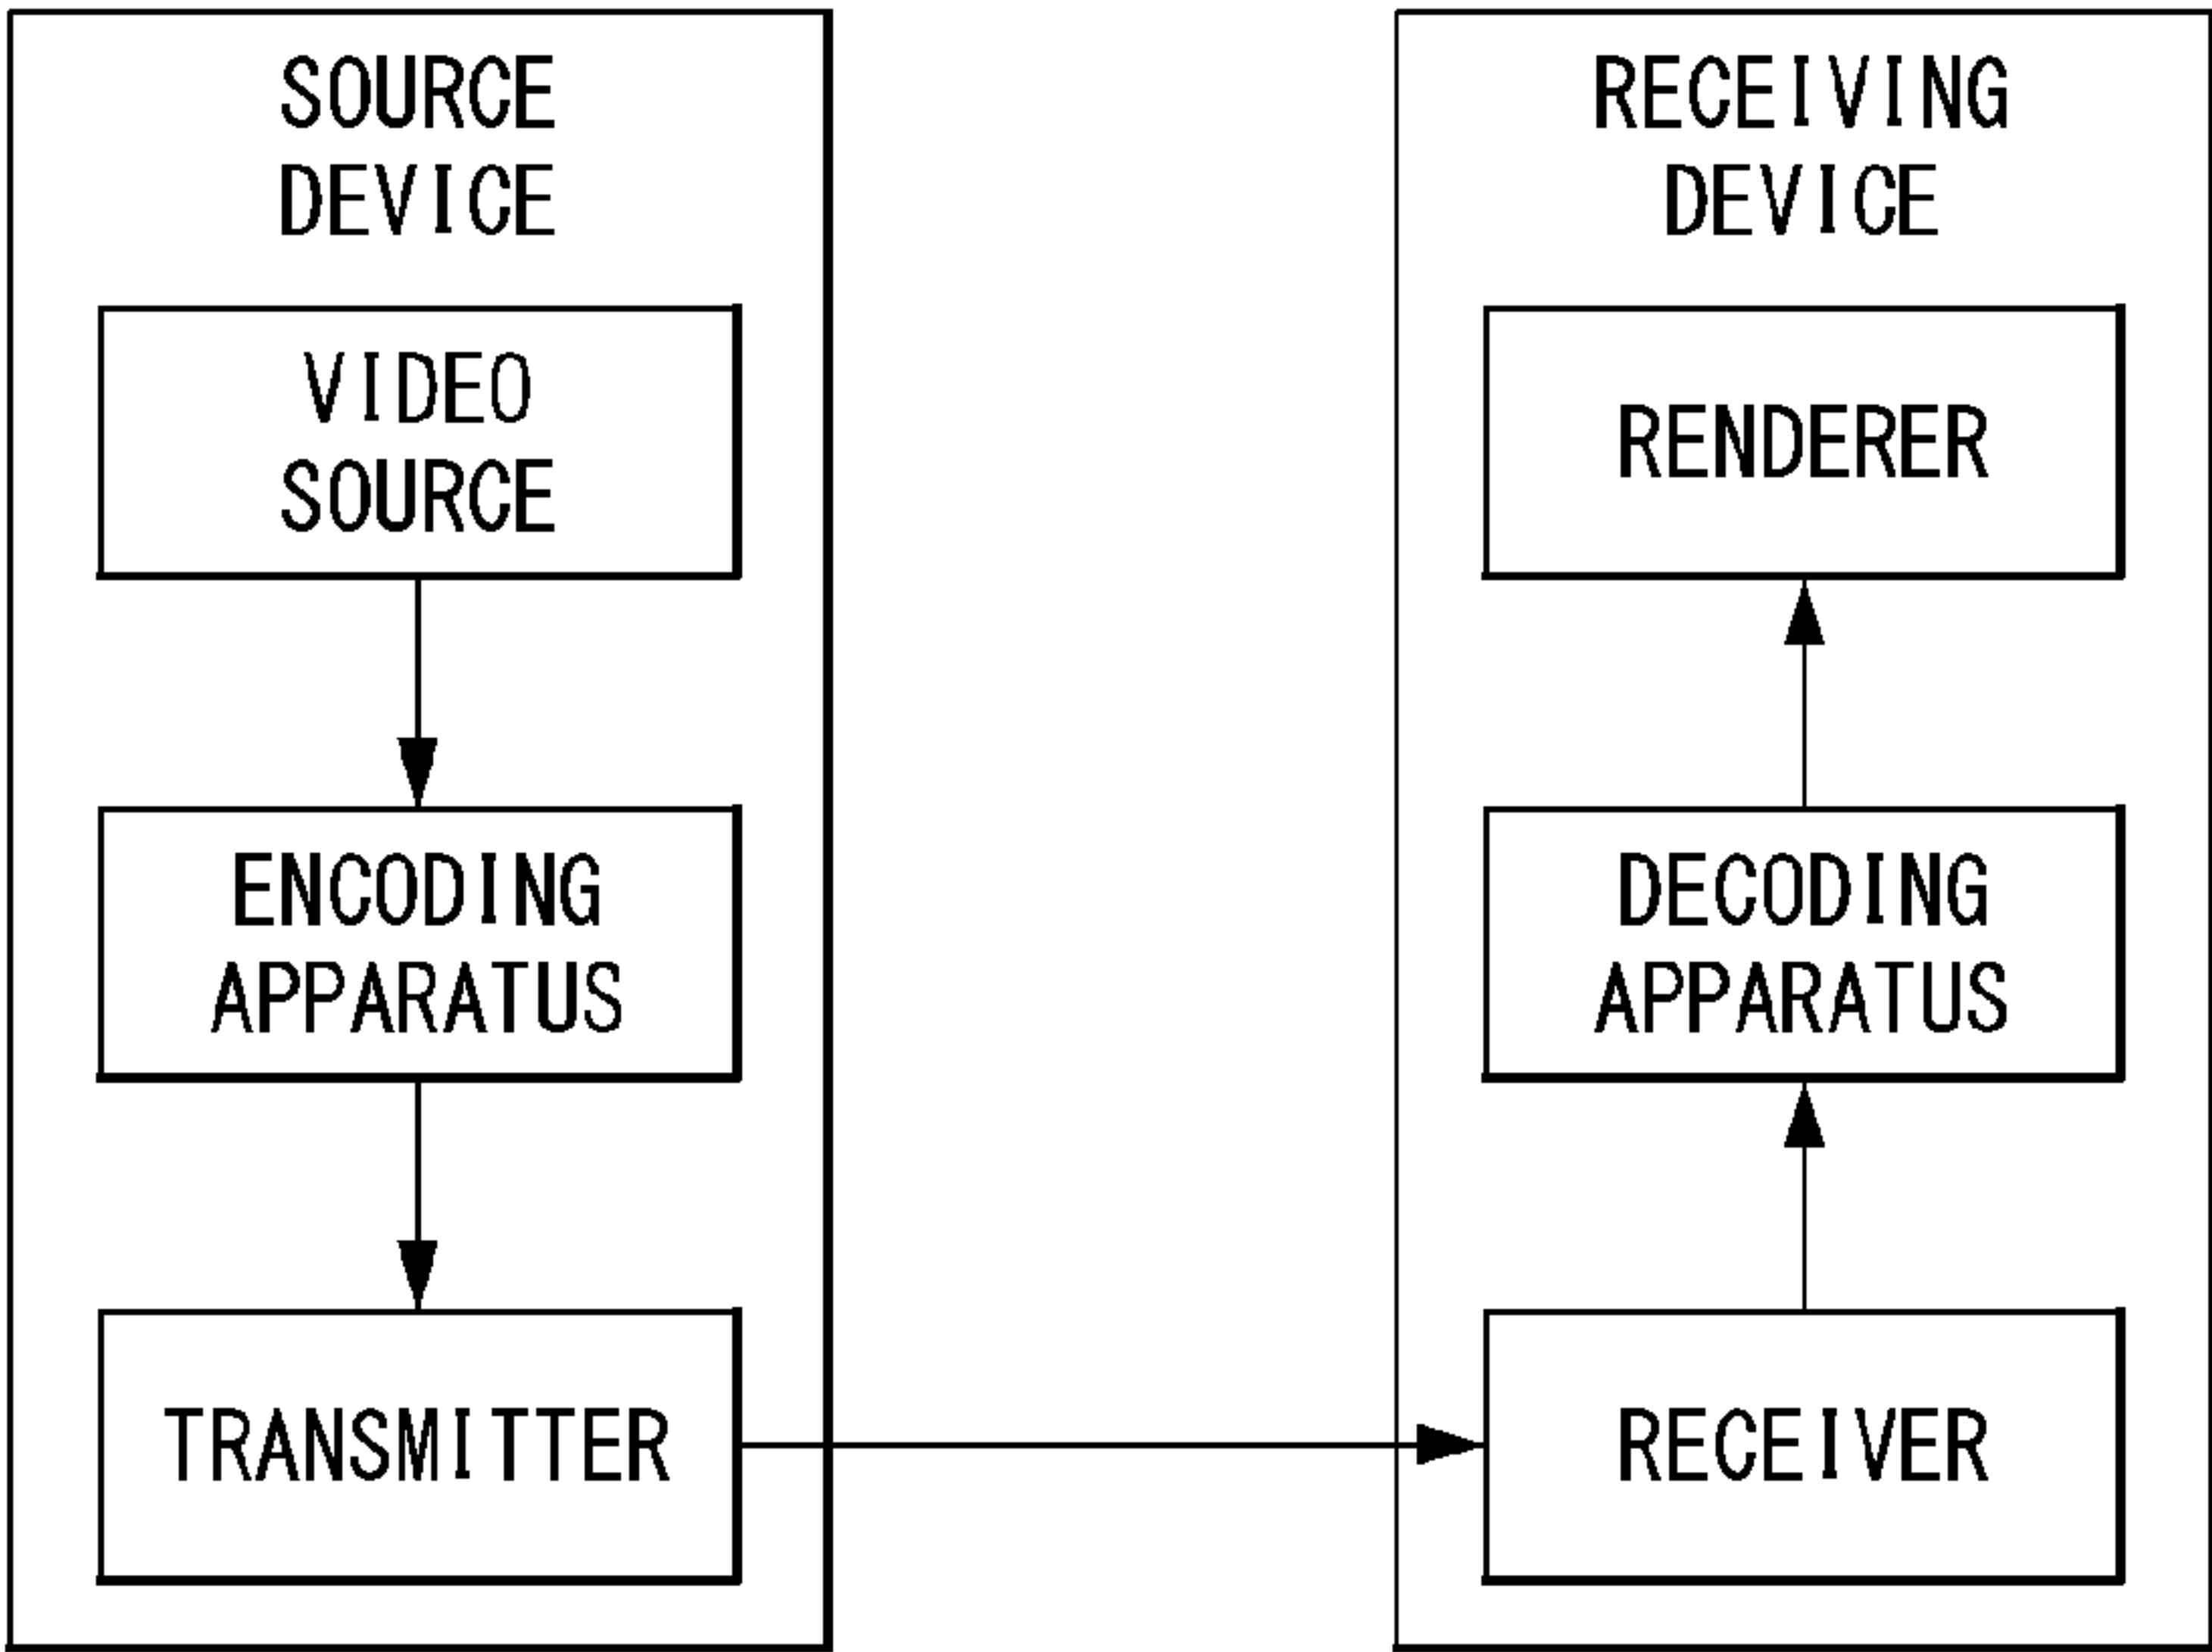 SOURCE
DEVICE
VIDEO
SOURCE
ENCODING
APPARATUS
TRANSMITTER
RECEIVING
DEVICE
RENDERER
DECODING
APPARATUS
RECEIVER